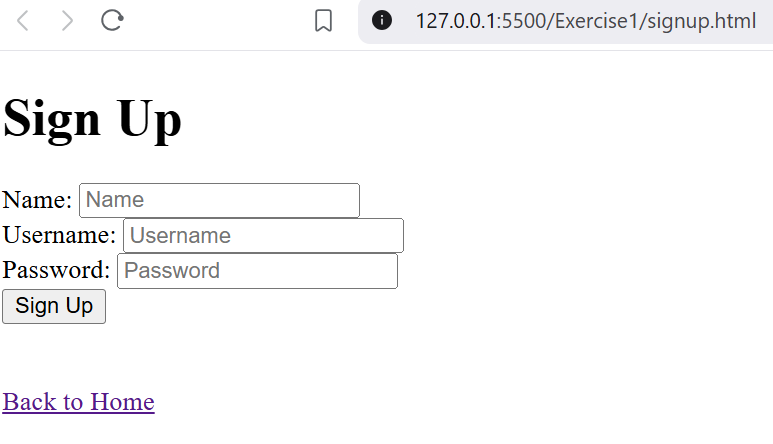 127.0.0.1:5500/Exercise1/signup.html
Sign Up
Name: Name
Username: Username
Password: Password
Sign Up
Back to Home